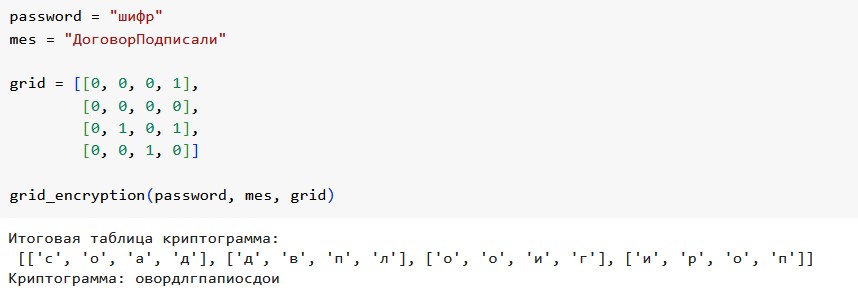 password = "шифр"
mes = "ДоговорПодписали"
grid = [[0, 0, 0, 1],
[0, 0, 0, 0],
[0, 1, 0, 1],
[0, 0, 1, 0]]
grid_encryption(password, mes, grid)
Итоговая таблица криптограмма:
[['с', 'о', 'а', 'д'], ['д', 'в', 'п', 'л'], ['о', 'о', 'и', 'г'], ['и', 'р', 'о', 'п']]
Криптограмма: овордлгпапиосдои